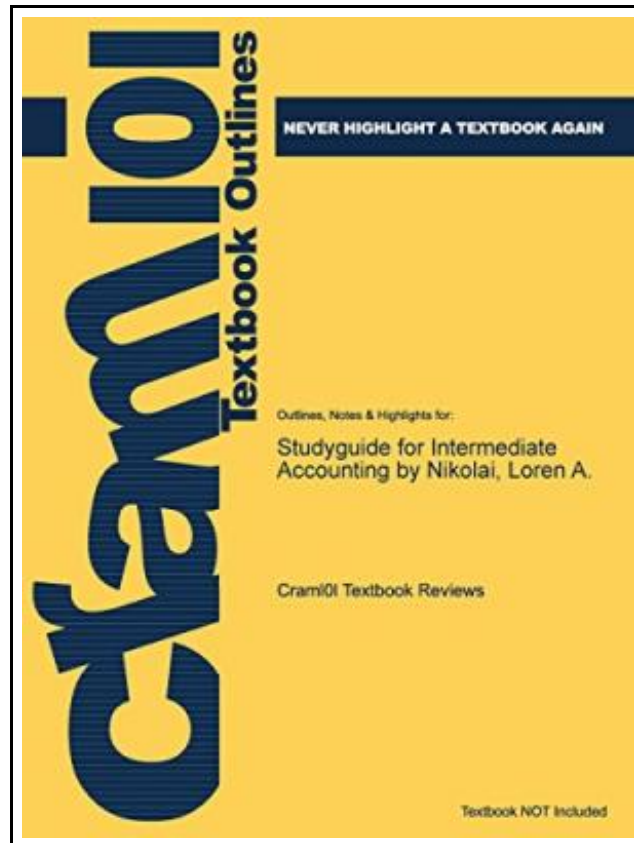 Cram101
Textbook Outlines
NEVER HIGHLIGHT A TEXTBOOK AGAIN
Outlines, Notes & Highlights for:
Studyguide for Intermediate
Accounting by Nikolai, Loren A.
Cram101 Textbook Reviews
Textbook NOT Included